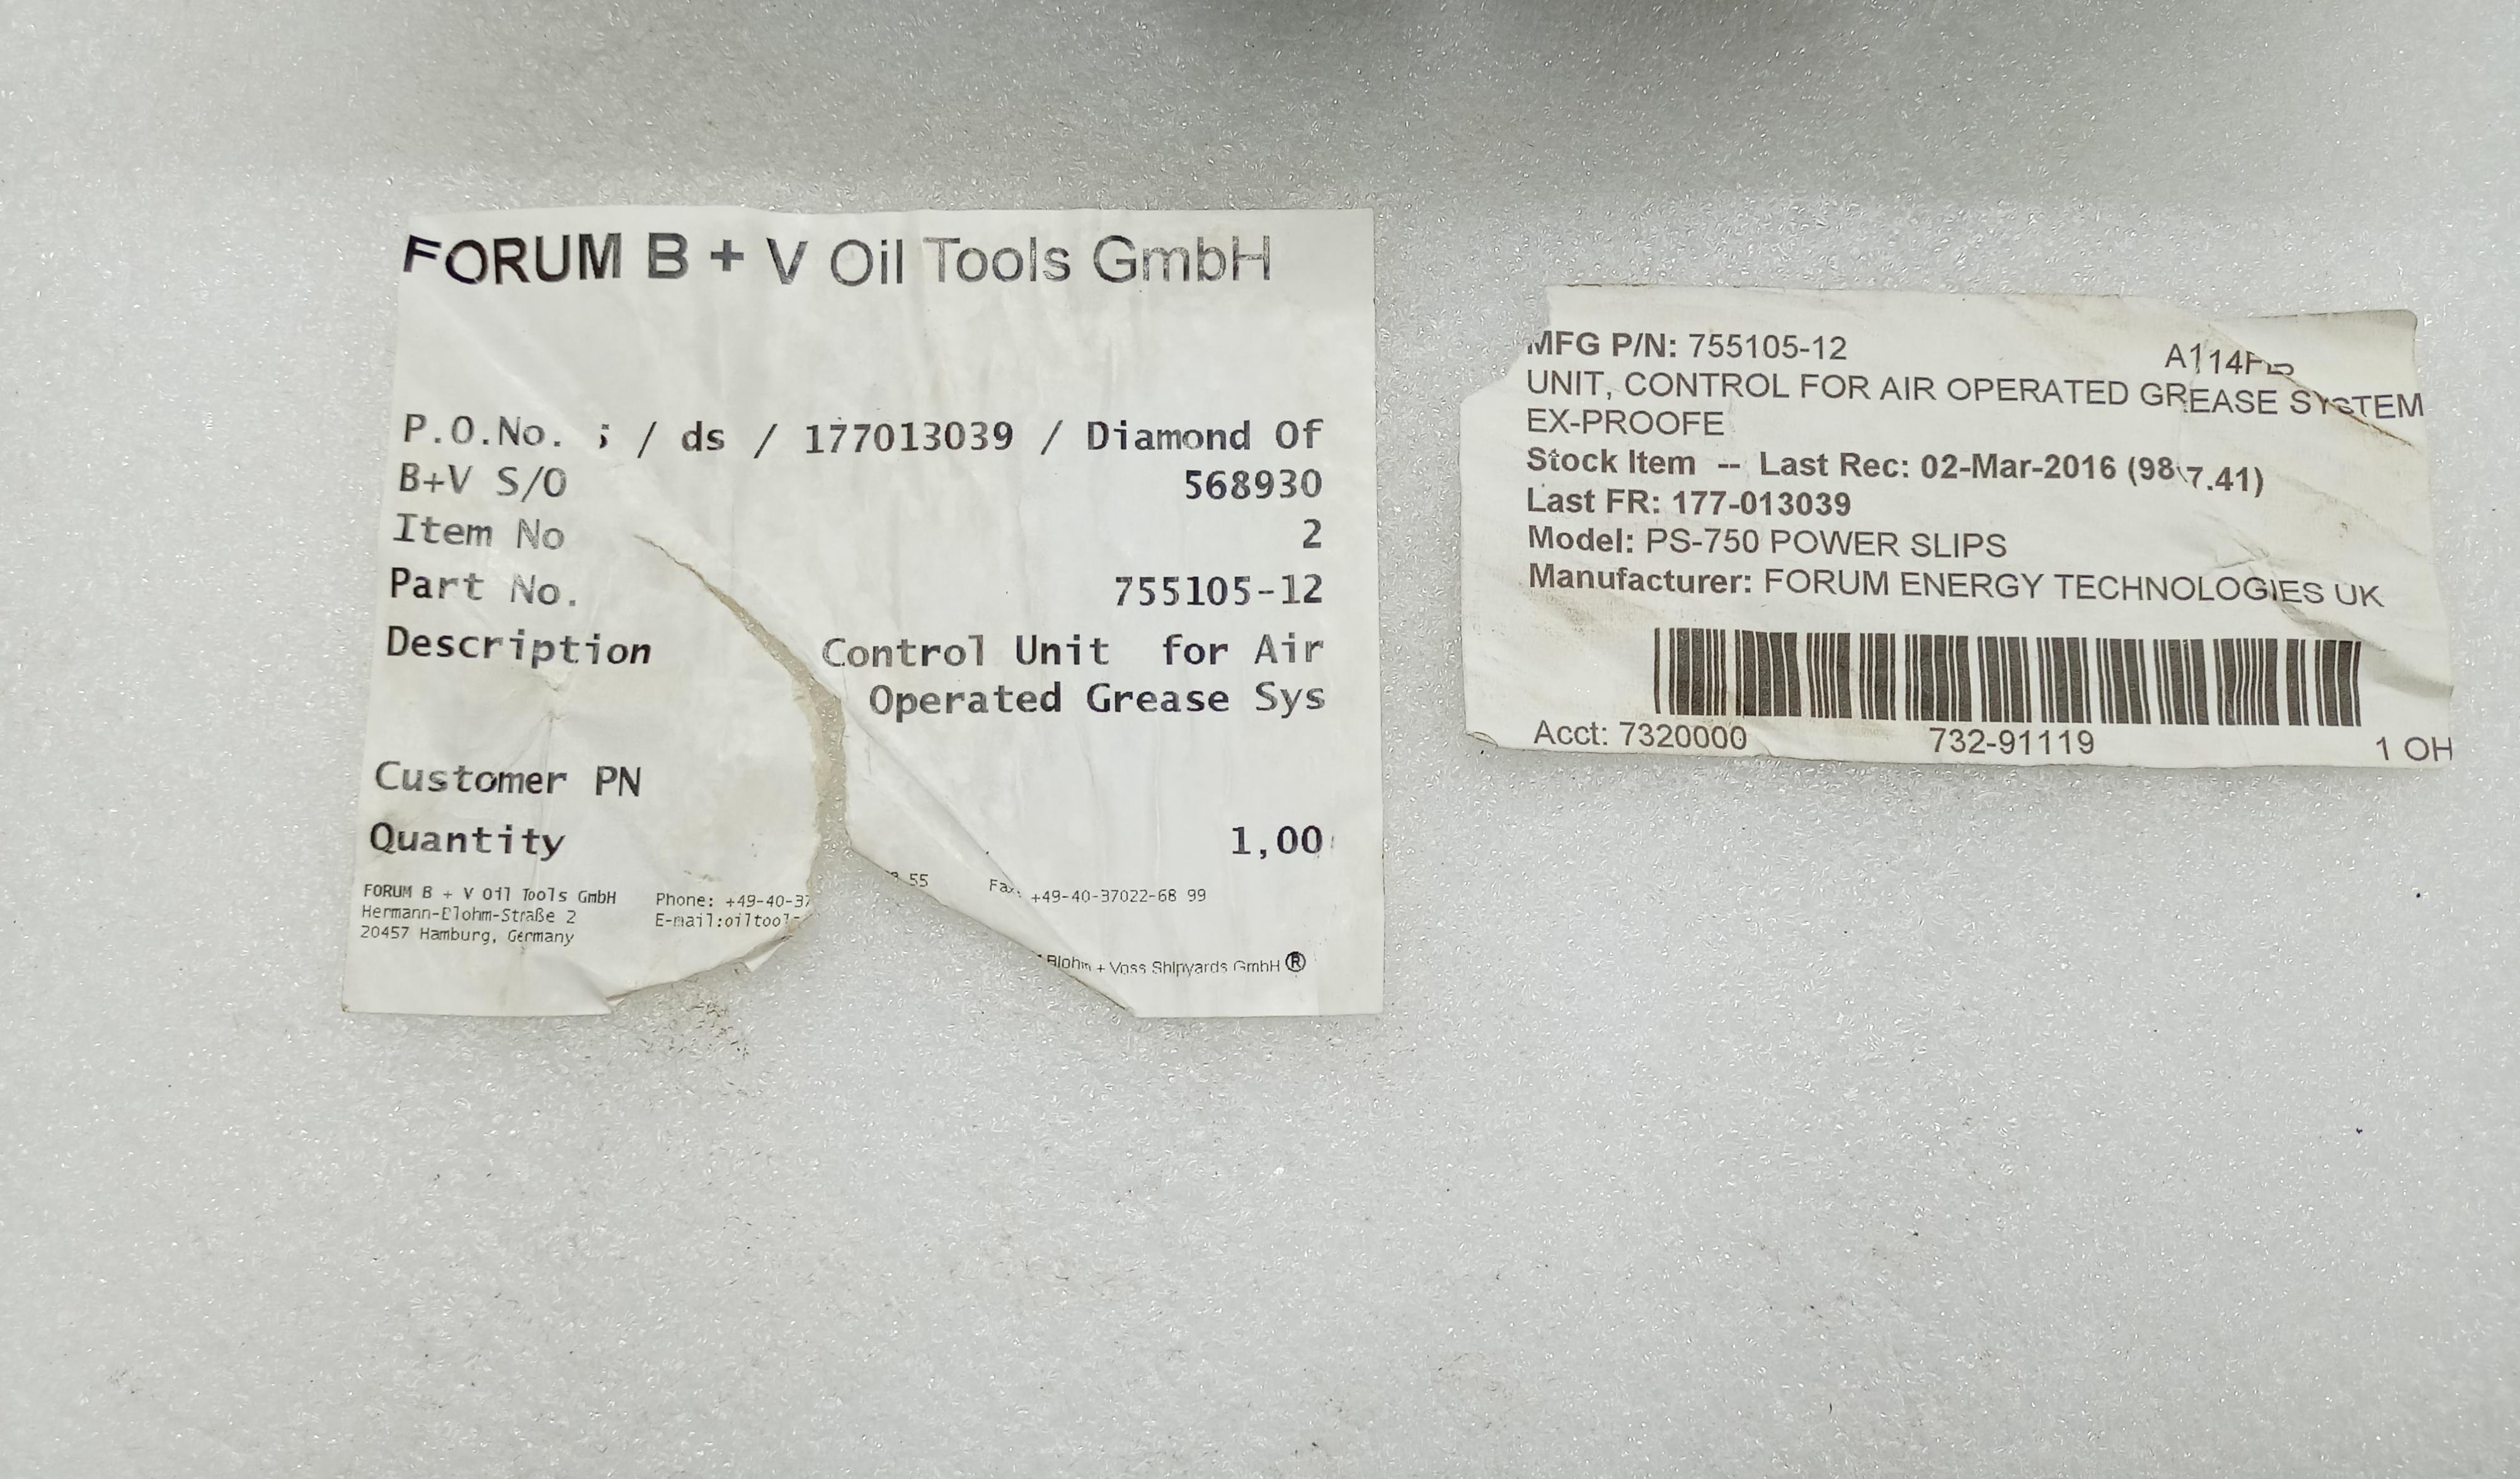 FORUM B + V Oil Tools GmbH
P.O.No. ; / ds / 177013039 / Diamond Of
B+V S/O 568930
Item No 2
Part No. 755105-12
Description Control Unit for Air
Operated Grease Sys
Customer PN
Quantity 1,00
FORUM B + V Oil Tools GmbH Phone: +49-40-37 55 Fax: +49-40-37022-68 99
Hermann-Blohm-Straße 2 E-mail:oiltools
20457 Hamburg, Germany
Blohm + Voss Shipyards GmbH ®
MFG P/N: 755105-12
UNIT, CONTROL FOR AIR OPERATED GREASE SYSTEM
EX-PROOFE
Stock Item -- Last Rec: 02-Mar-2016 (987.41)
Last FR: 177-013039
Model: PS-750 POWER SLIPS
Manufacturer: FORUM ENERGY TECHNOLOGIES UK
Acct: 7320000 732-91119 1 OH